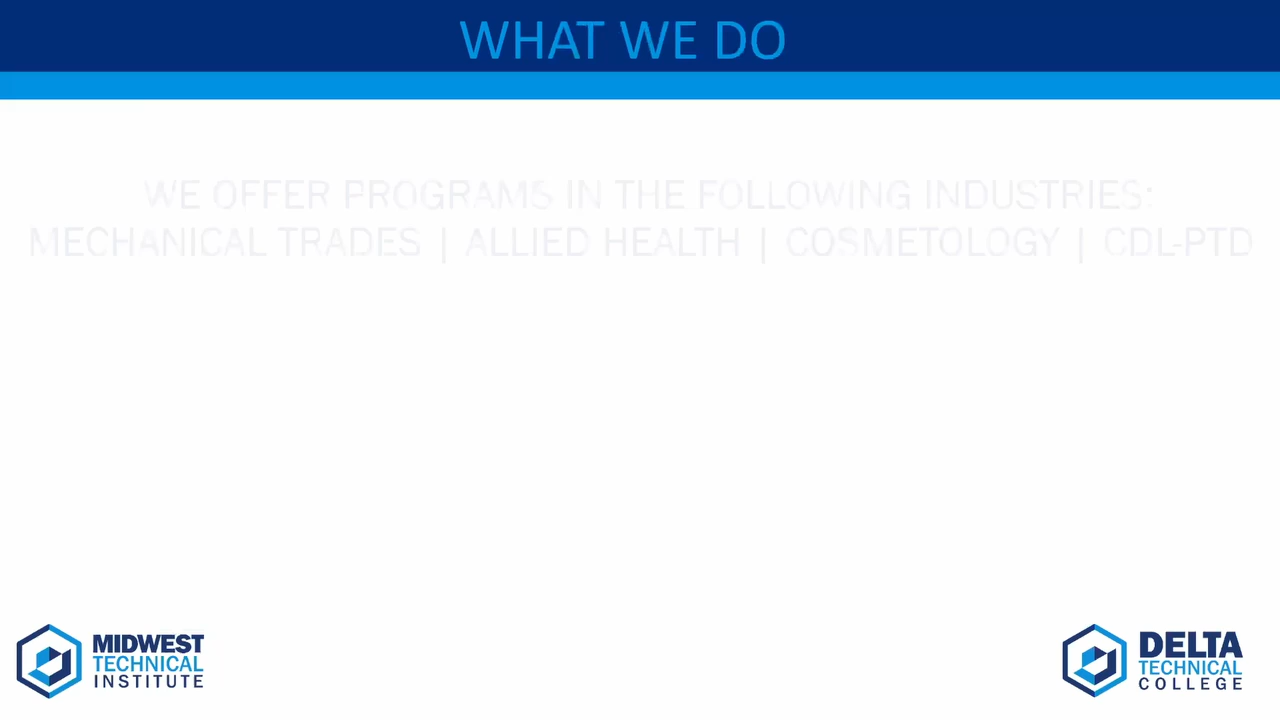 WHAT WE DO
WE OFFER PROGRAMS IN THE FOLLOWING INDUSTRIES:
MECHANICAL TRADES | ALLIED HEALTH | COSMETOLOGY | CDL-PTD
MIDWEST
TECHNICAL
INSTITUTE
DELTA
TECHNICAL
COLLEGE